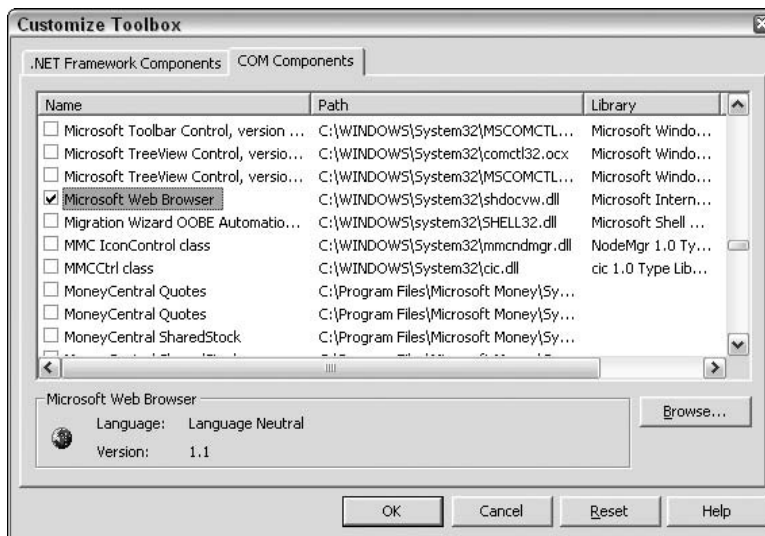 Customize Toolbox
.NET Framework Components COM Components
Name Path Library
Microsoft Toolbar Control, version ... C:\WINDOWS\System32\MSCOMCTL... Microsoft Windo...
Microsoft TreeView Control, versio... C:\WINDOWS\System32\comctl32.ocx Microsoft Windo...
Microsoft TreeView Control, versio... C:\WINDOWS\System32\MSCOMCTL... Microsoft Windo...
Microsoft Web Browser C:\WINDOWS\System32\shdocvw.dll Microsoft Intern...
Migration Wizard OOBE Automatio... C:\WINDOWS\system32\SHELL32.dll Microsoft Shell ...
MMC IconControl class C:\WINDOWS\System32\mmcndmgr.dll NodeMgr 1.0 Ty...
MMCCtrl class C:\WINDOWS\System32\cic.dll cic 1.0 Type Lib...
MoneyCentral Quotes C:\Program Files\Microsoft Money\Sy...
MoneyCentral Quotes C:\Program Files\Microsoft Money\Sy...
MoneyCentral SharedStock C:\Program Files\Microsoft Money\Sy...
Microsoft Web Browser
Language: Language Neutral
Version: 1.1
Browse...
OK Cancel Reset Help